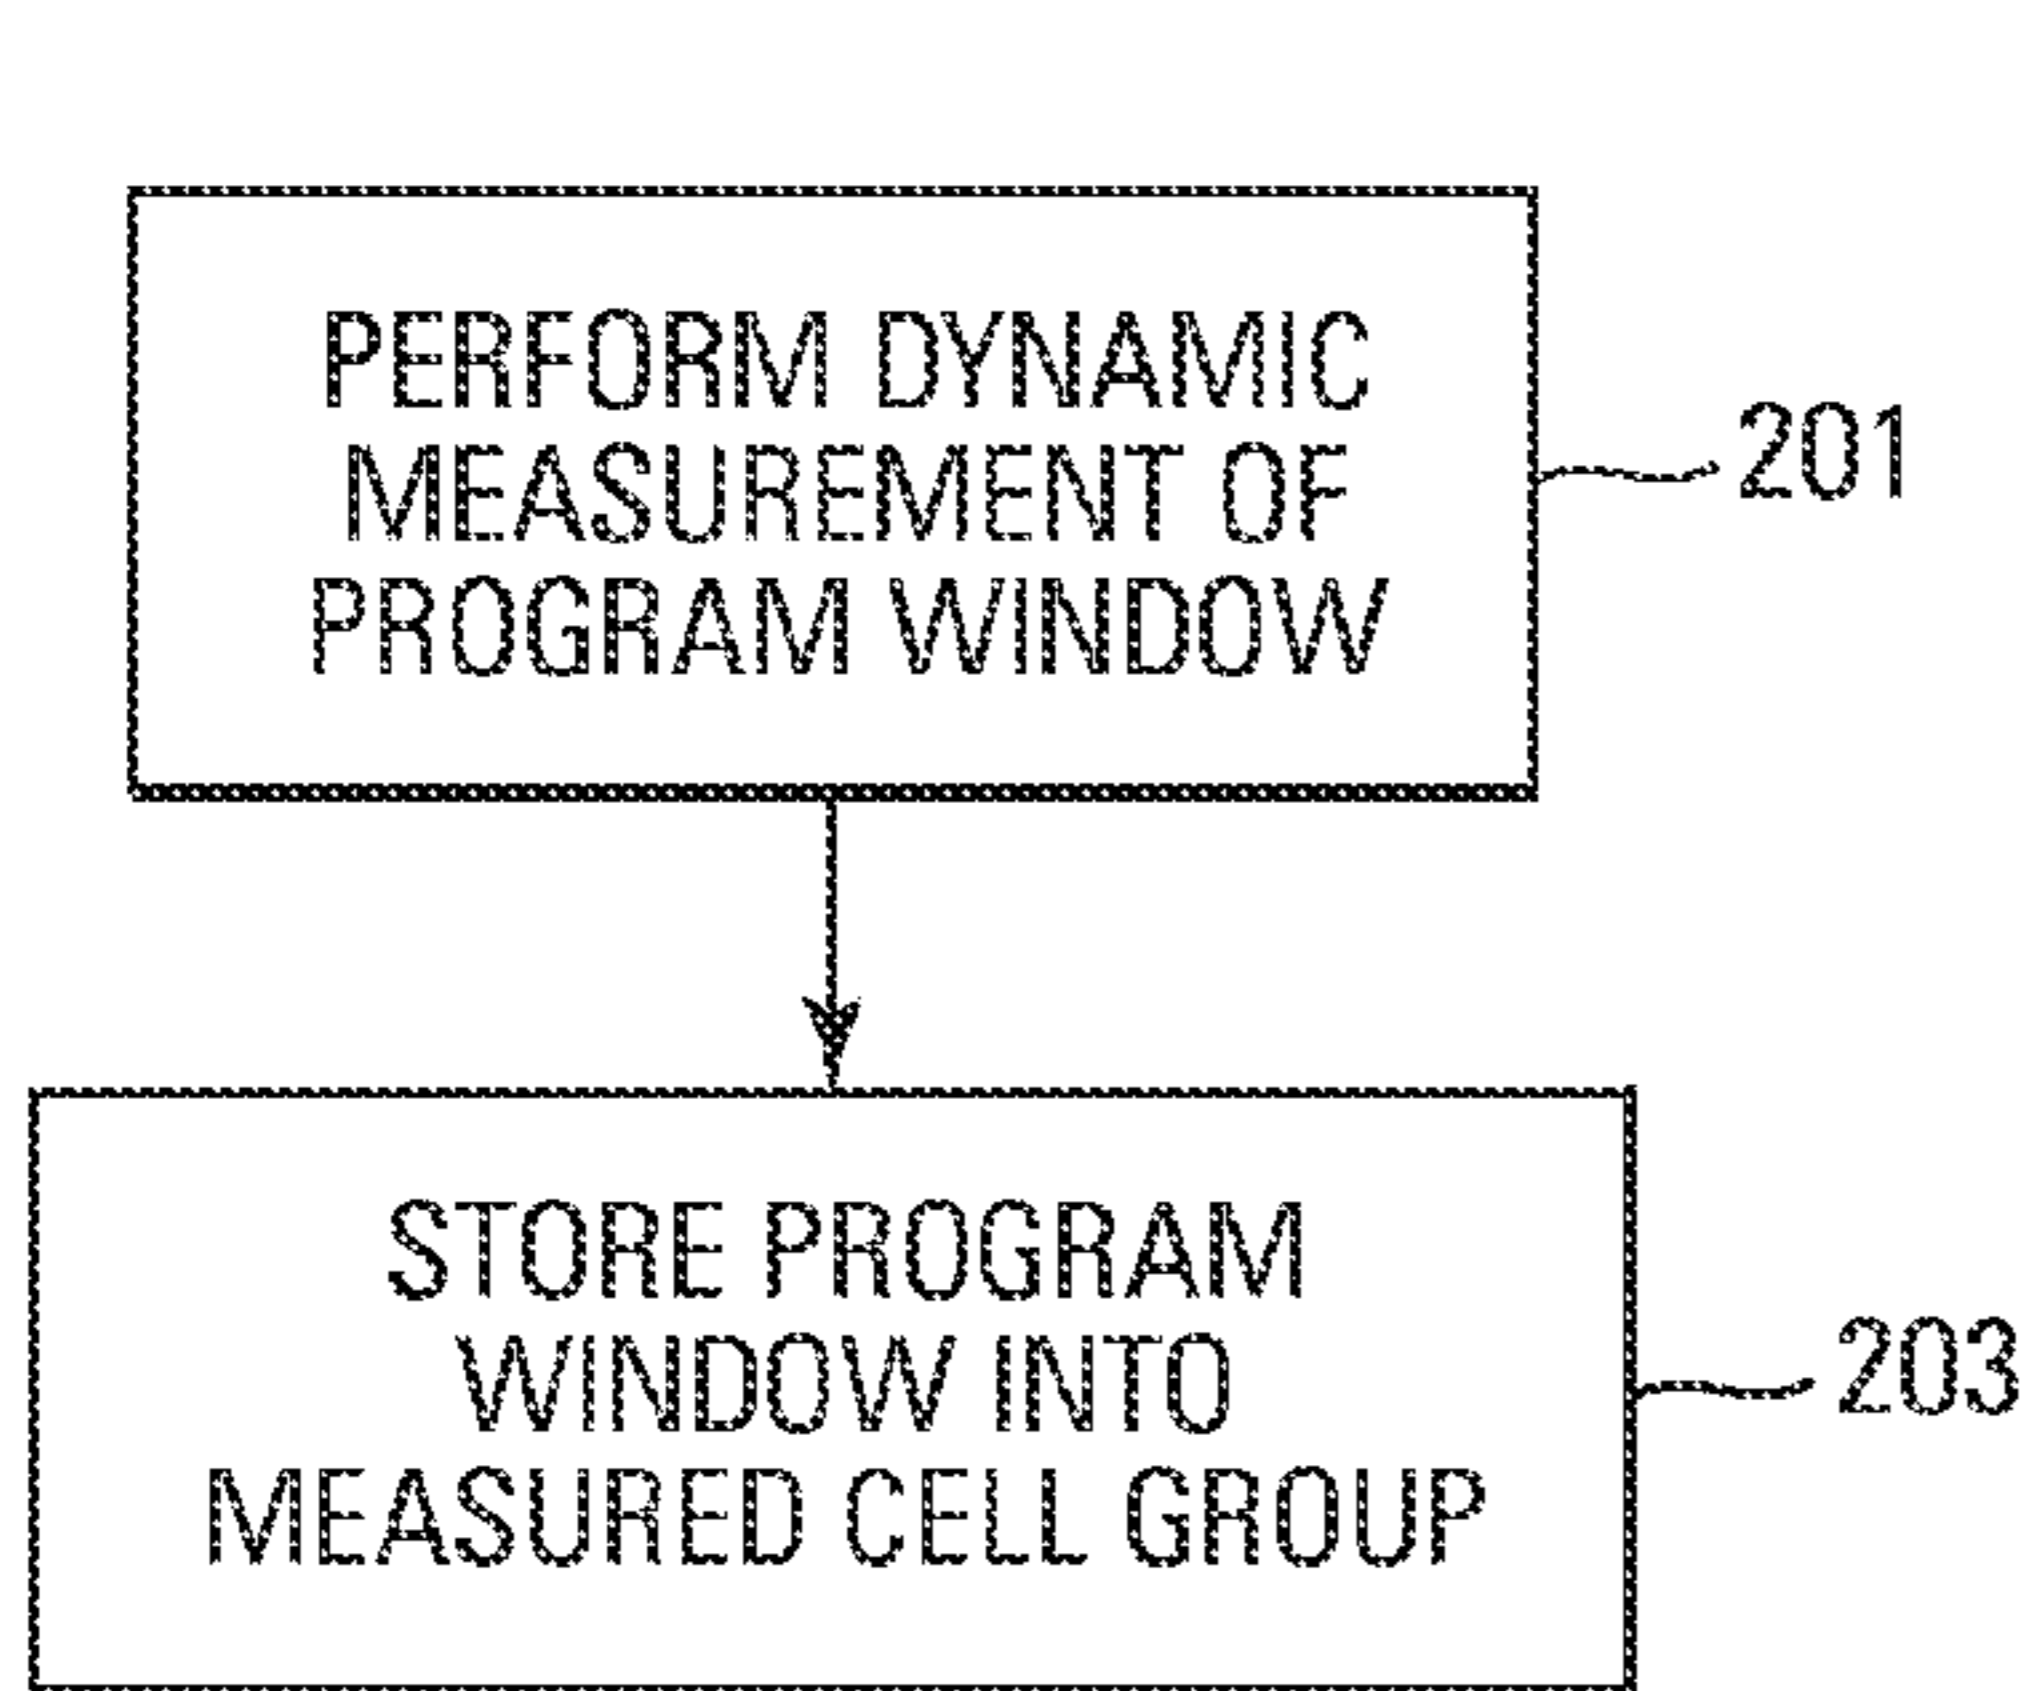 PERFORM DYNAMIC
MEASUREMENT OF
PROGRAM WINDOW
201
STORE PROGRAM
WINDOW INTO
MEASURED CELL GROUP
203